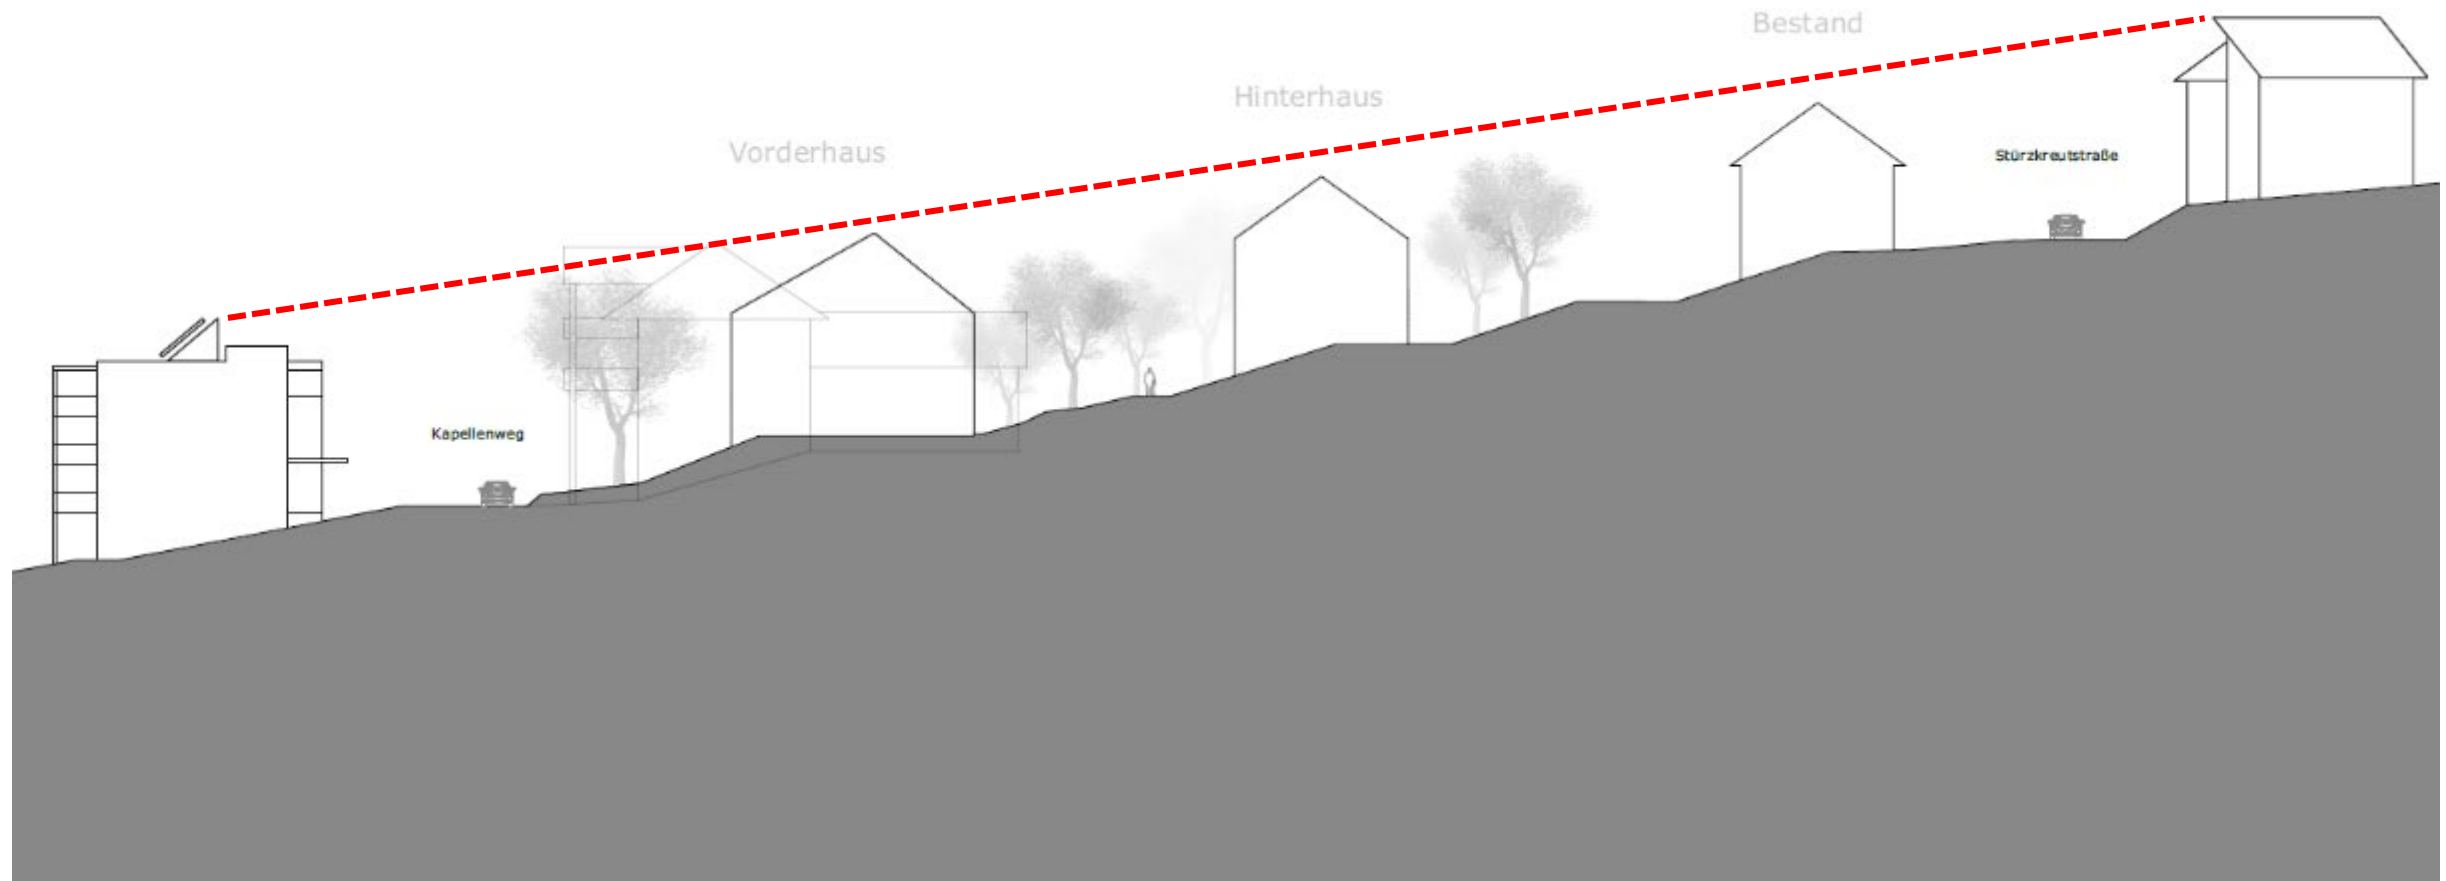 Bestand
Hinterhaus
Vorderhaus
Stürzkreutstraße
Kapellenweg